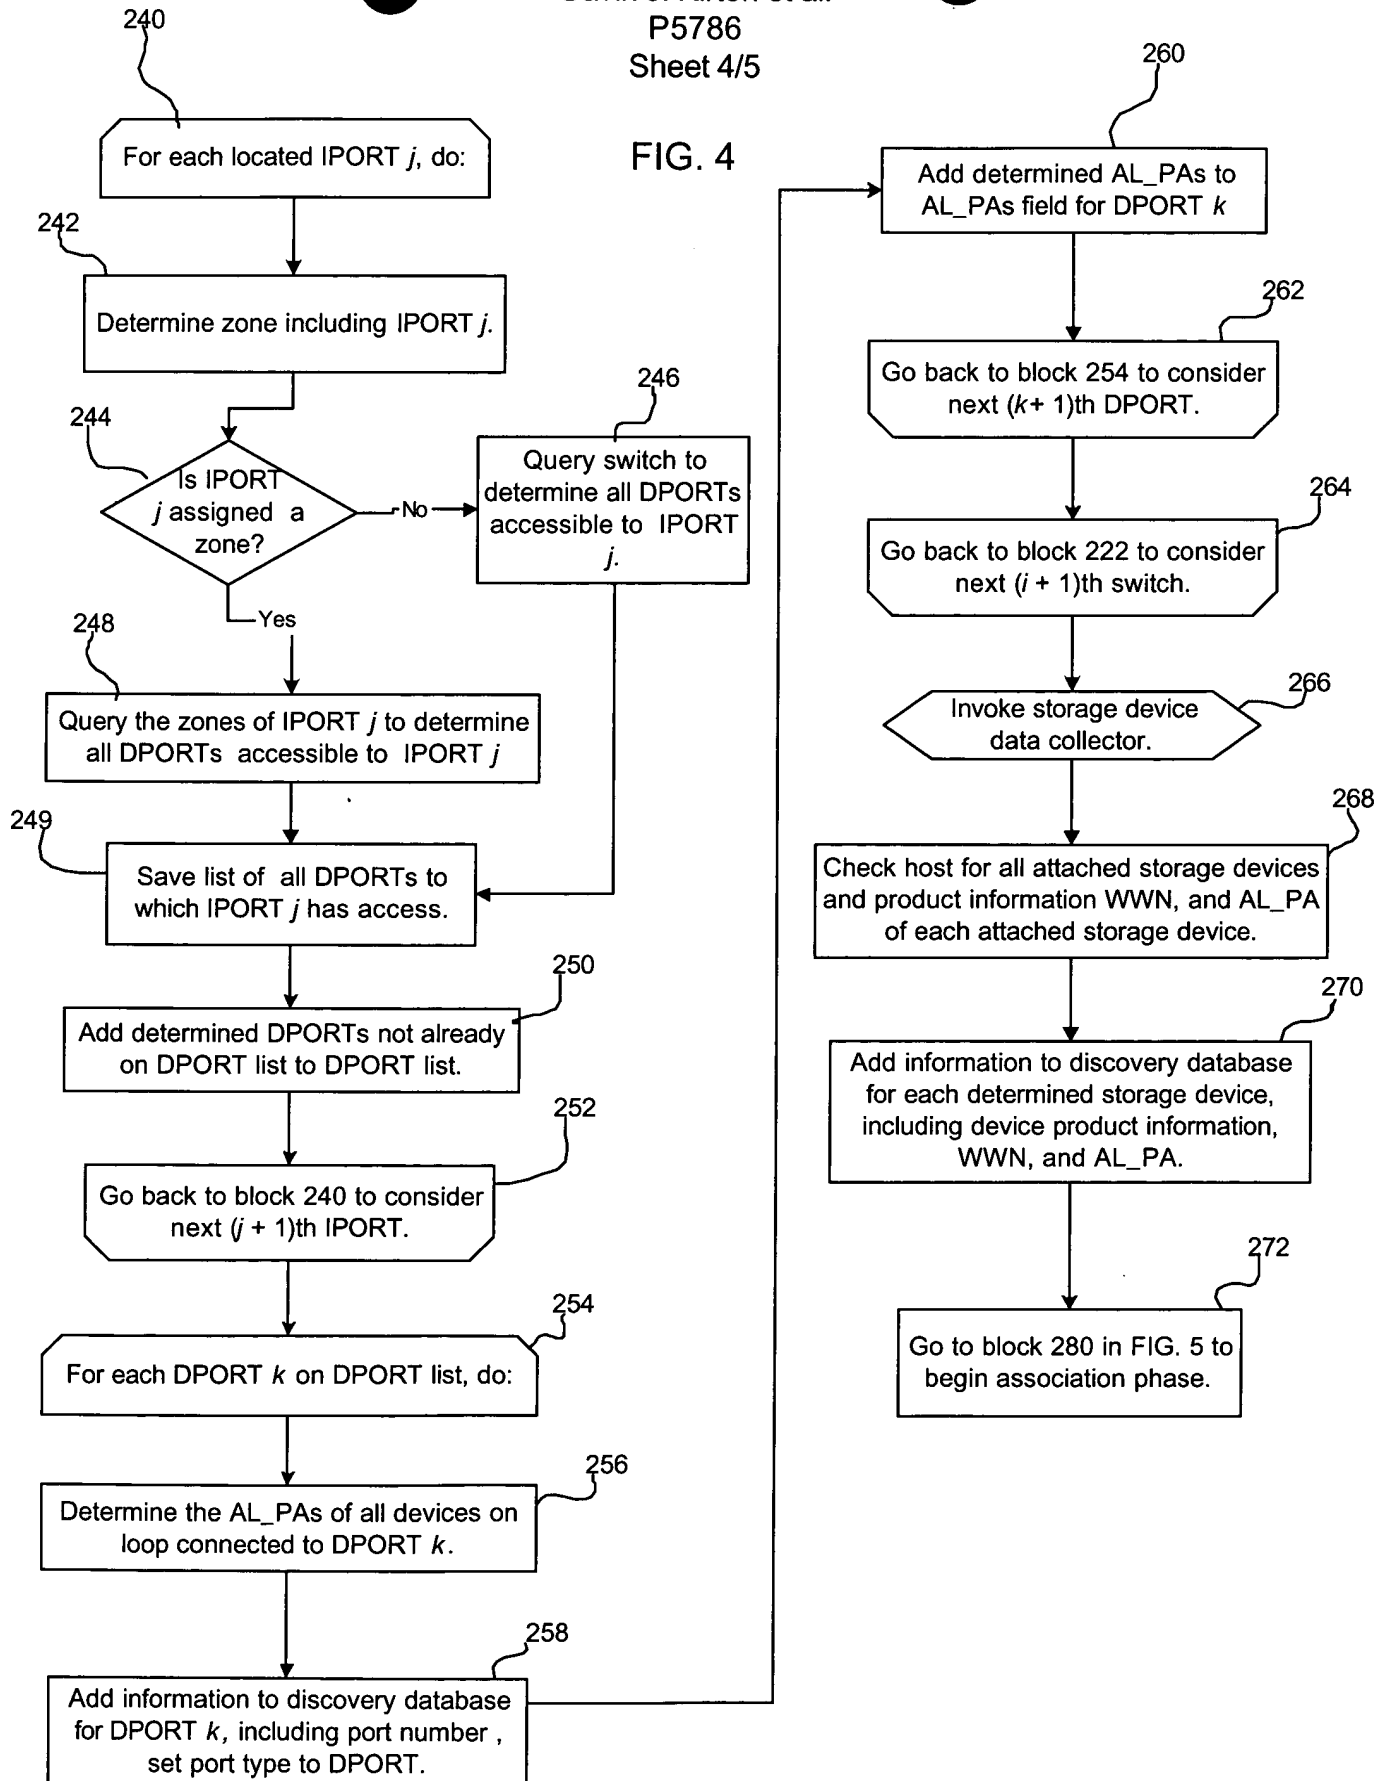 P5786
Sheet 4/5
FIG. 4
240
For each located IPORT j, do:
242
Determine zone including IPORT j.
244
Is IPORT
j assigned a
zone?
No
Yes
246
Query switch to
determine all DPORTs
accessible to IPORT
j.
248
Query the zones of IPORT j to determine
all DPORTs accessible to IPORT j
249
Save list of all DPORTs to
which IPORT j has access.
250
Add determined DPORTs not already
on DPORT list to DPORT list.
252
Go back to block 240 to consider
next (j + 1)th IPORT.
254
For each DPORT k on DPORT list, do:
256
Determine the AL_PAs of all devices on
loop connected to DPORT k.
258
Add information to discovery database
for DPORT k, including port number ,
set port type to DPORT.
260
Add determined AL_PAs to
AL_PAs field for DPORT k
262
Go back to block 254 to consider
next (k+ 1)th DPORT.
264
Go back to block 222 to consider
next (i + 1)th switch.
266
Invoke storage device
data collector.
268
Check host for all attached storage devices
and product information WWN, and AL_PA
of each attached storage device.
270
Add information to discovery database
for each determined storage device,
including device product information,
WWN, and AL_PA.
272
Go to block 280 in FIG. 5 to
begin association phase.